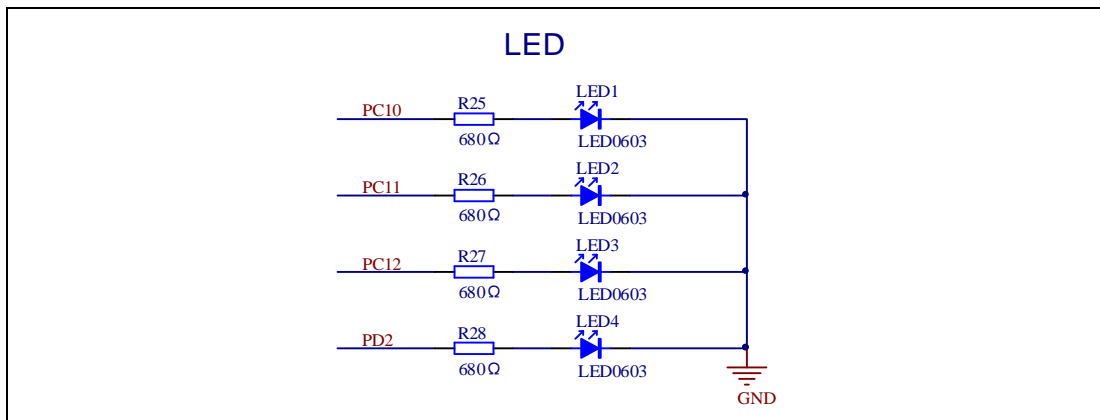 LED
LED1
PC10 R25
680Ω LED0603
LED2
PC11 R26
680Ω LED0603
LED3
PC12 R27
680Ω LED0603
LED4
PD2 R28
680Ω LED0603
GND